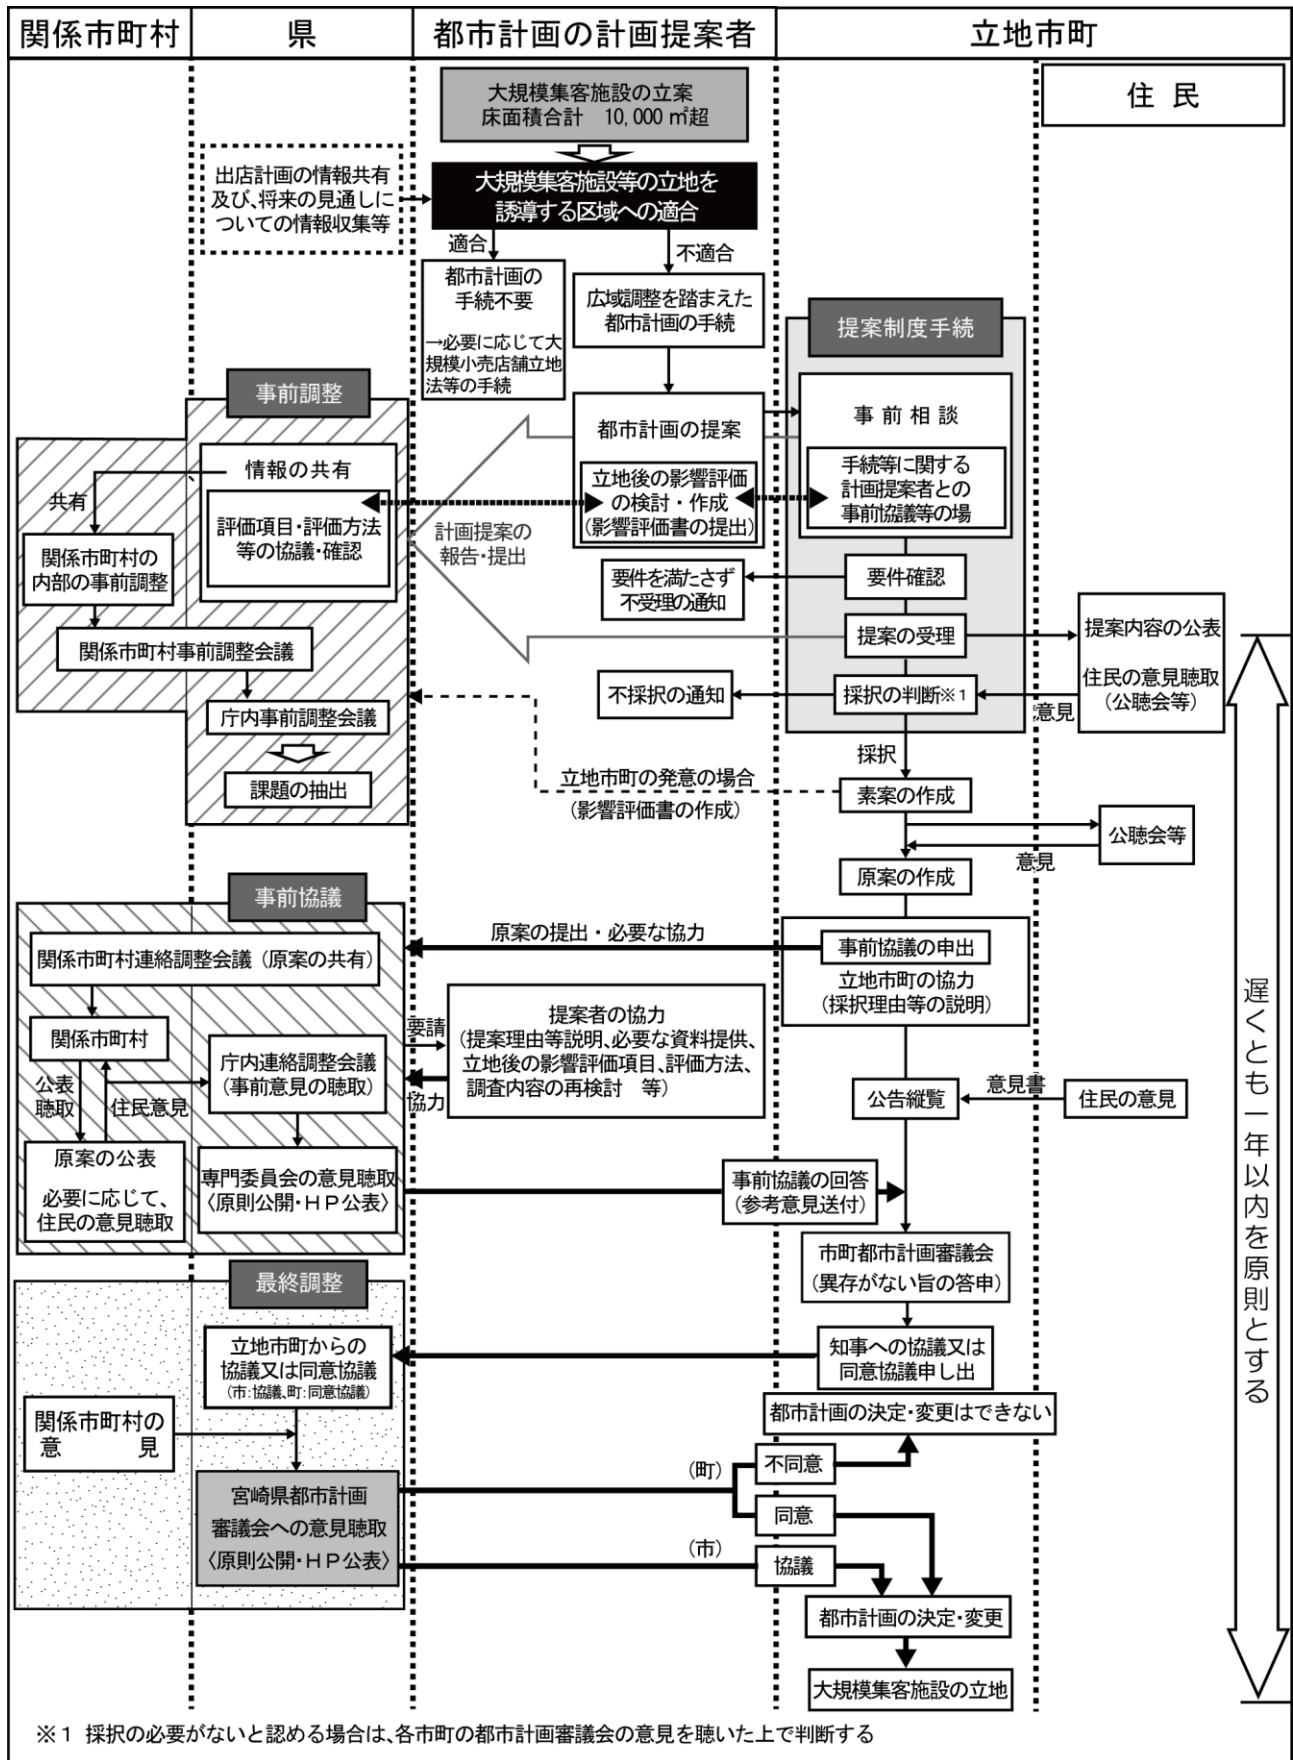 関係市町村
県
都市計画の計画提案者
立地市町
住 民
大規模集客施設の立案
床面積合計 10,000 ㎡超
出店計画の情報共有
及び、将来の見通しに
ついての情報収集等
大規模集客施設等の立地を
誘導する区域への適合
適合
不適合
都市計画の
手続不要
→必要に応じて大
規模小売店舗立地
法等の手続
広域調整を踏まえた
都市計画の手続
提案制度手続
事前調整
都市計画の提案
立地後の影響評価
の検討・作成
(影響評価書の提出)
事 前 相 談
手続等に関する
計画提案者との
事前協議等の場
情報の共有
評価項目・評価方法
等の協議・確認
共有
関係市町村の
内部の事前調整
計画提案の
報告・提出
要件を満たさず
不受理の通知
要件確認
提案の受理
提案内容の公表
住民の意見聴取
(公聴会等)
関係市町村事前調整会議
不採択の通知
採択の判断※1
意見
庁内事前調整会議
採択
課題の抽出
立地市町の発意の場合
(影響評価書の作成)
素案の作成
公聴会等
意見
原案の作成
事前協議
原案の提出・必要な協力
事前協議の申出
立地市町の協力
(採択理由等の説明)
関係市町村連絡調整会議(原案の共有)
関係市町村
庁内連絡調整会議
(事前意見の聴取)
要請
協力
提案者の協力
(提案理由等説明、必要な資料提供、
立地後の影響評価項目、評価方法、
調査内容の再検討 等)
公表
聴取
住民意見
公告縦覧
意見書
住民の意見
原案の公表
必要に応じて、
住民の意見聴取
専門委員会の意見聴取
〈原則公開・HP公表〉
事前協議の回答
(参考意見送付)
市町都市計画審議会
(異存がない旨の答申)
最終調整
立地市町からの
協議又は同意協議
(市:協議、町:同意協議)
知事への協議又は
同意協議申し出
関係市町村の
意 見
都市計画の決定・変更はできない
宮崎県都市計画
審議会への意見聴取
〈原則公開・HP公表〉
(町)
不同意
同意
(市)
協議
都市計画の決定・変更
大規模集客施設の立地
遅くとも一年以内を原則とする
※1 採択の必要がないと認める場合は、各市町の都市計画審議会の意見を聴いた上で判断する